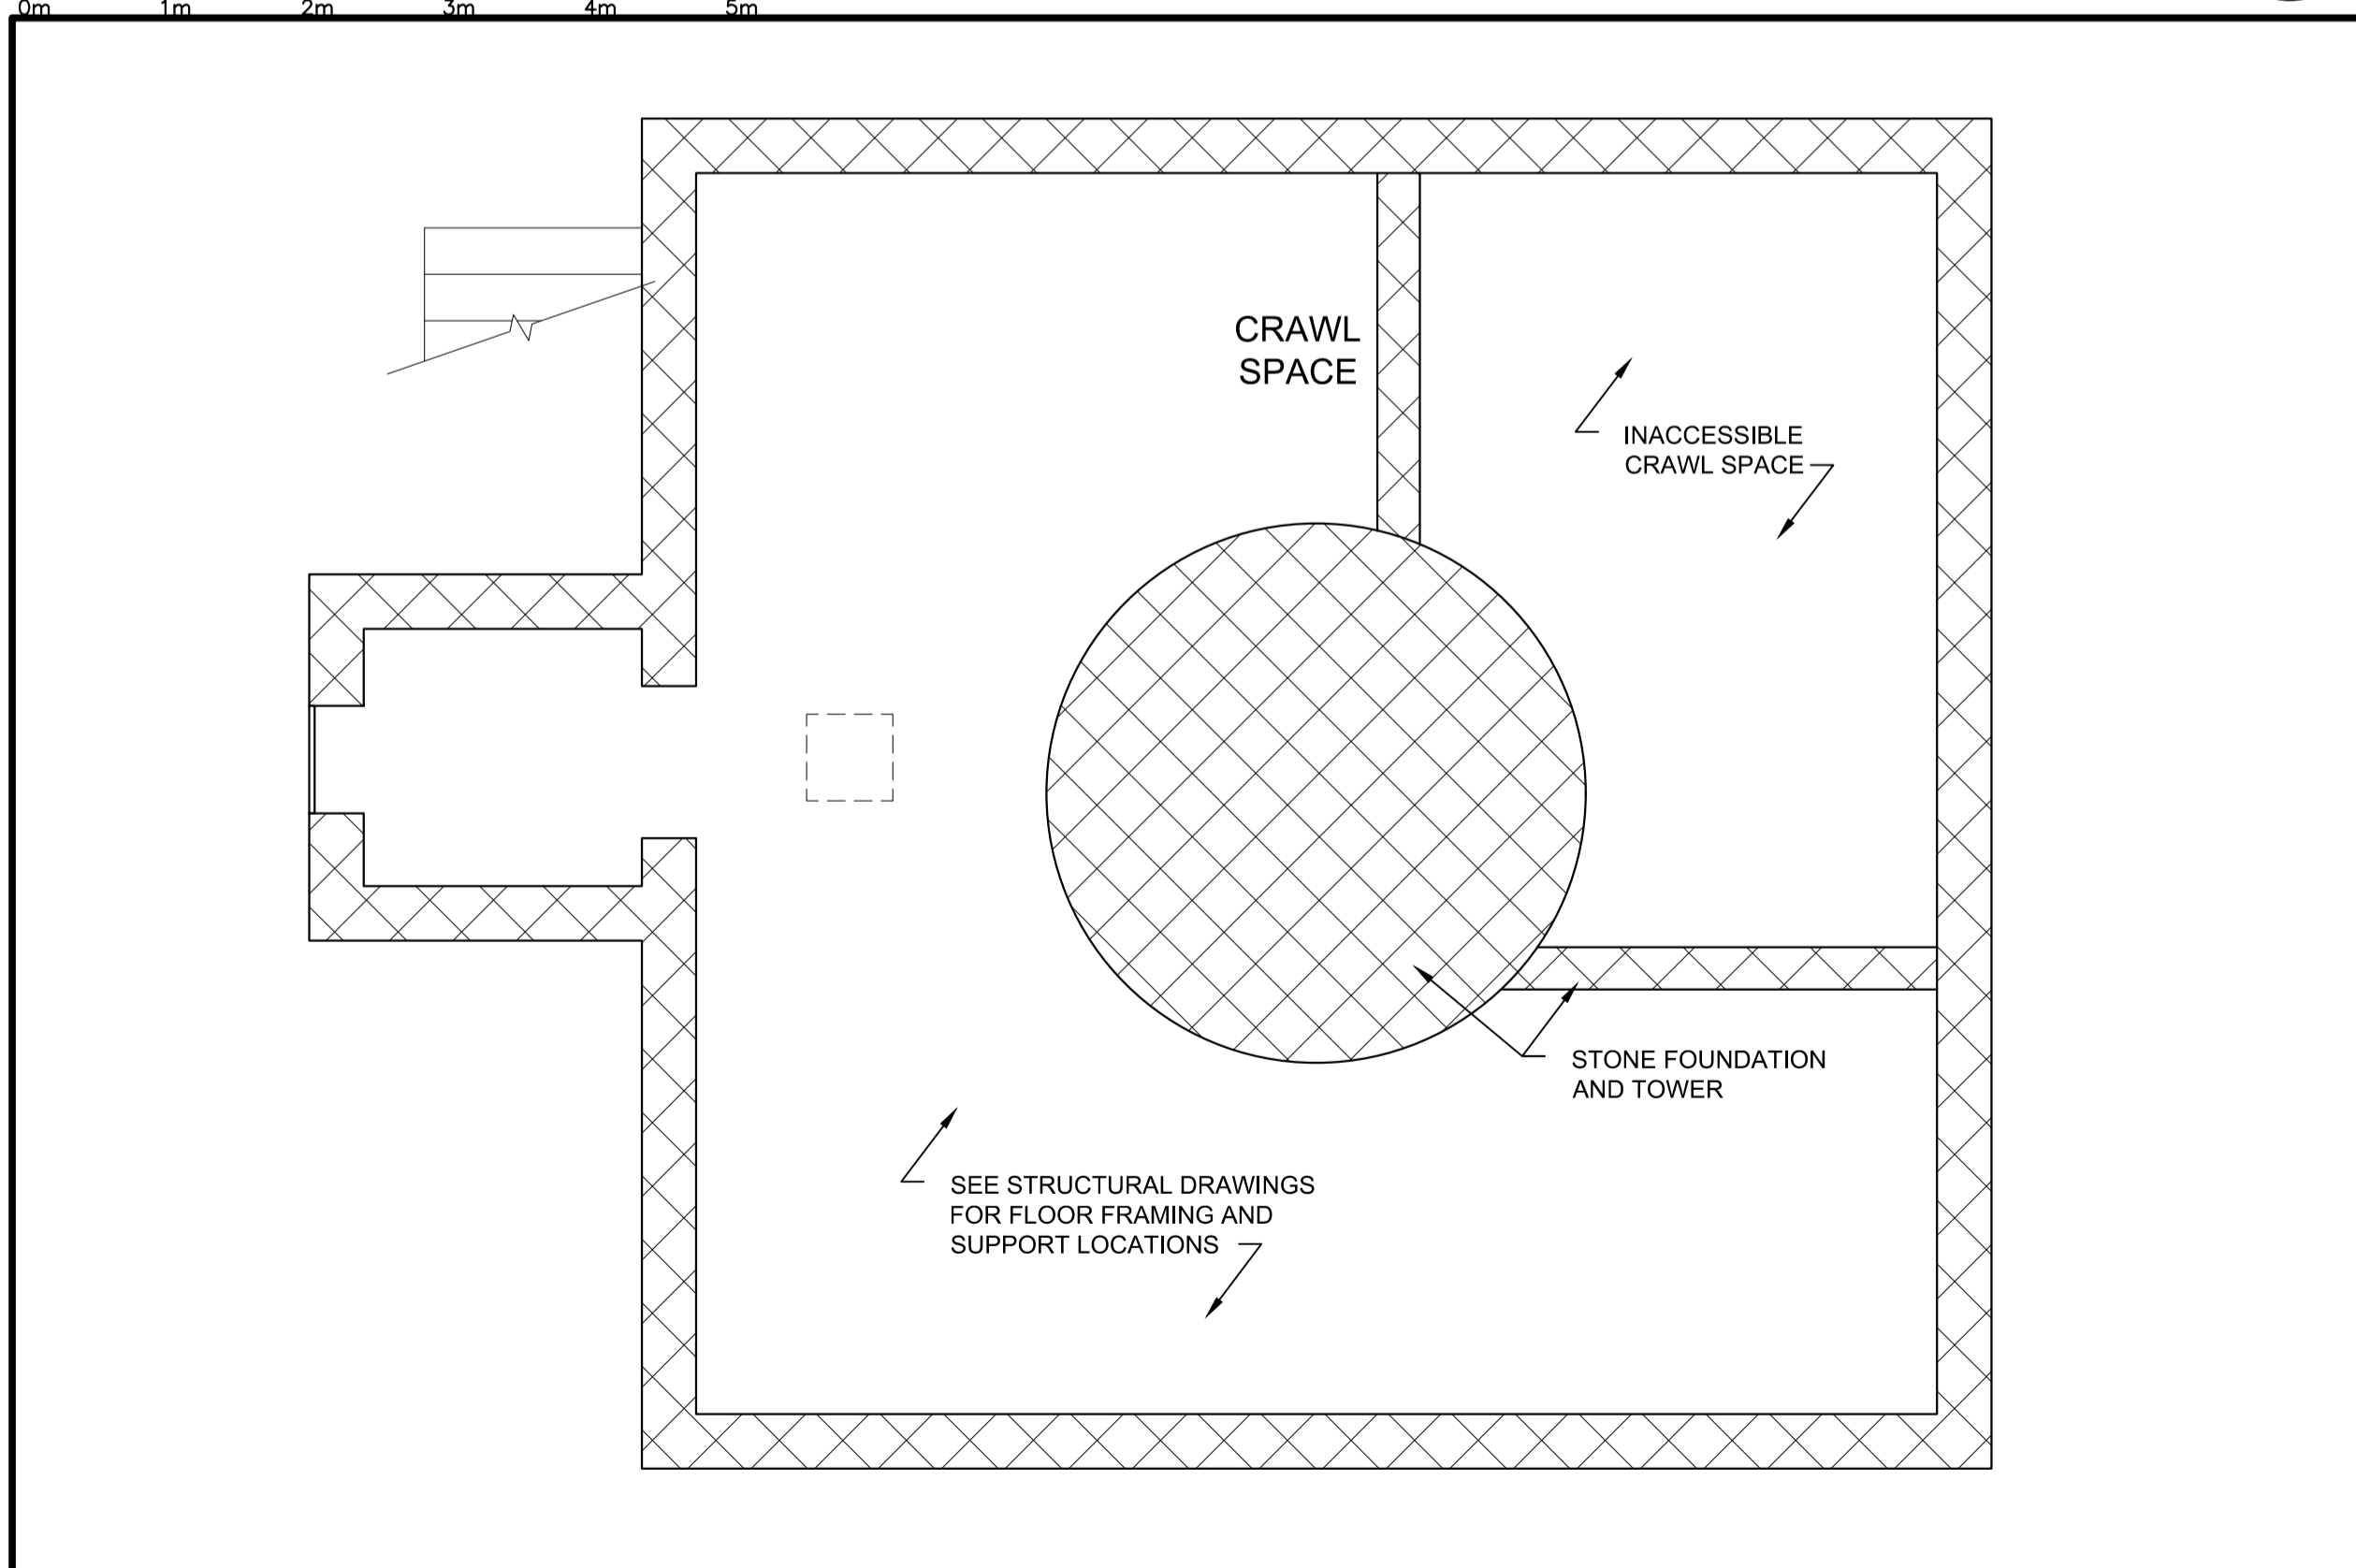 0m 1m 2m 3m 4m 5m
CRAWL
SPACE
INACCESSIBLE
CRAWL SPACE
STONE FOUNDATION
AND TOWER
SEE STRUCTURAL DRAWINGS
FOR FLOOR FRAMING AND
SUPPORT LOCATIONS